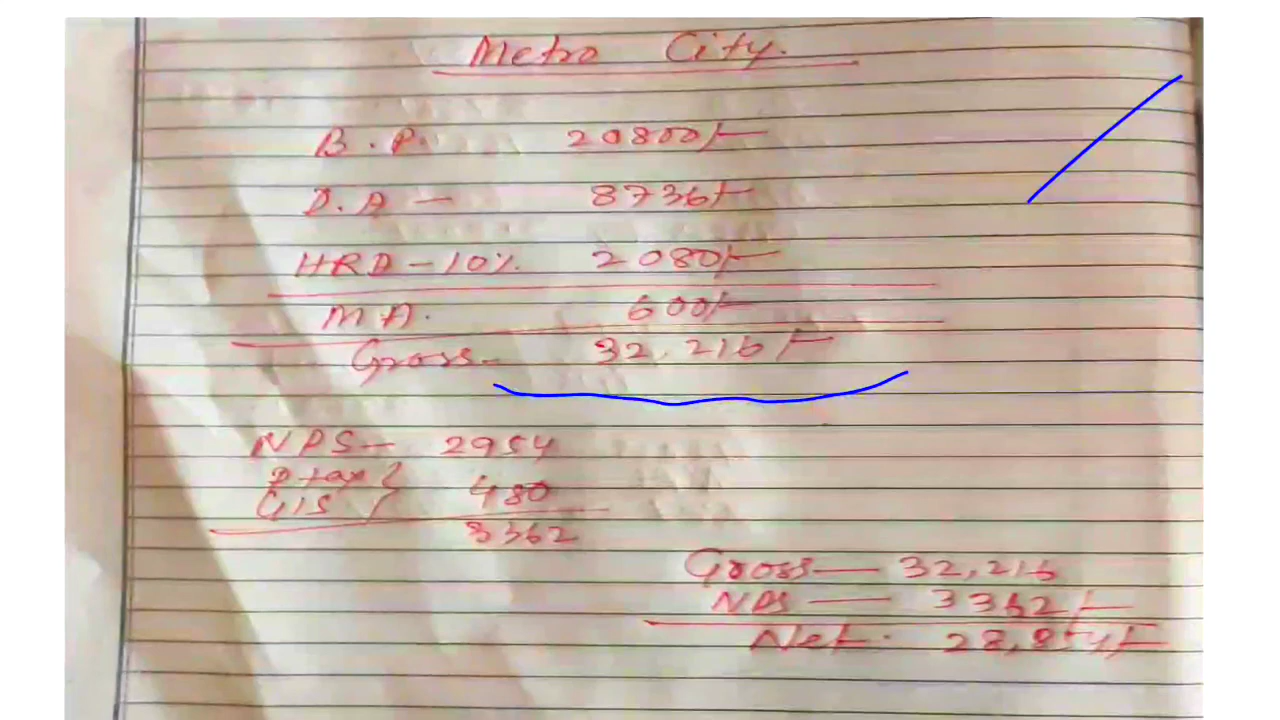 Metro City.
B.P. 20800/-
D.A - 8736/-
HRD - 10% 2080/-
M A. 600/-
Gross - 32,216/-
NPS - 2954
P tax }
GIS } 480
3362
Gross - 32,216
NPS - 3362/-
Net. 28,854/-